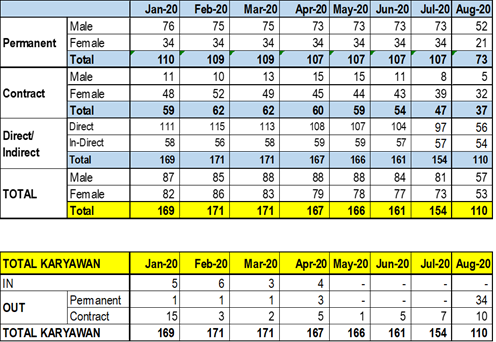 Jan-20 Feb-20 Mar-20 Apr-20 May-20 Jun-20 Jul-20 Aug-20
Permanent
Male 76 75 75 73 73 73 73 52
Female 34 34 34 34 34 34 34 21
Total 110 109 109 107 107 107 107 73
Contract
Male 11 10 13 15 15 11 8 5
Female 48 52 49 45 44 43 39 32
Total 59 62 62 60 59 54 47 37
Direct/
Indirect
Direct 111 115 113 108 107 104 97 56
In-Direct 58 56 58 59 59 57 57 54
Total 169 171 171 167 166 161 154 110
TOTAL
Male 87 85 88 88 88 84 81 57
Female 82 86 83 79 78 77 73 53
Total 169 171 171 167 166 161 154 110
TOTAL KARYAWAN Jan-20 Feb-20 Mar-20 Apr-20 May-20 Jun-20 Jul-20 Aug-20
IN 5 6 3 4 - - - -
OUT
Permanent 1 1 1 3 - - - 34
Contract 15 3 2 5 1 5 7 10
TOTAL KARYAWAN 169 171 171 167 166 161 154 110